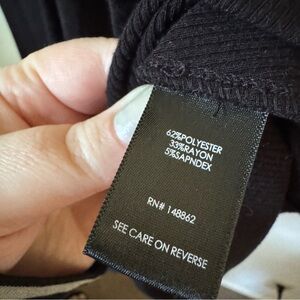 62%POLYESTER
33%RAYON
5%SAPNDEX
RN# 148862
SEE CARE ON REVERSE